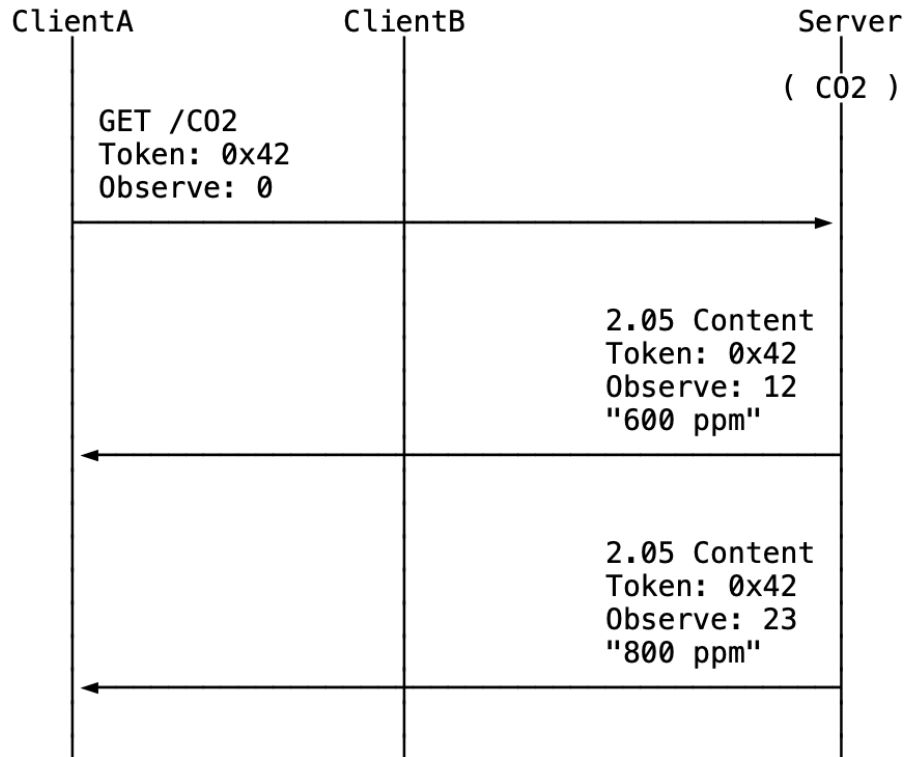 ClientA ClientB Server
( CO2 )
GET /CO2
Token: 0x42
Observe: 0
2.05 Content
Token: 0x42
Observe: 12
"600 ppm"
2.05 Content
Token: 0x42
Observe: 23
"800 ppm"